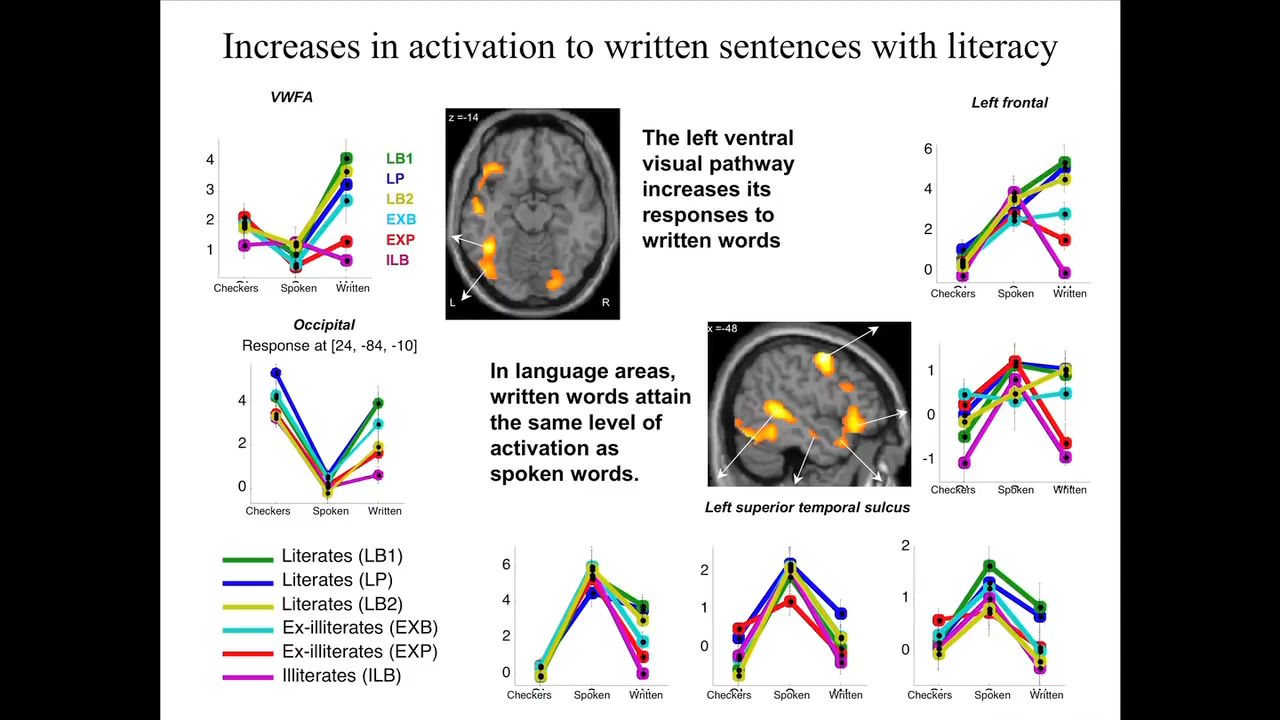 Increases in activation to written sentences with literacy
VWFA
4
3
2
1
Checkers Spoken Written
LB1
LP
LB2
EXB
EXP
ILB
z =-14
L
R
The left ventral
visual pathway
increases its
responses to
written words
Left frontal
6
4
2
0
Checkers Spoken Written
Occipital
Response at [24, -84, -10]
4
2
0
Checkers Spoken Written
In language areas,
written words attain
the same level of
activation as
spoken words.
x =-48
1
0
-1
Checkers Spoken Written
Left superior temporal sulcus
Literates (LB1)
Literates (LP)
Literates (LB2)
Ex-illiterates (EXB)
Ex-illiterates (EXP)
Illiterates (ILB)
6
4
2
0
Checkers Spoken Written
2
1
0
Checkers Spoken Written
2
1
0
Checkers Spoken Written